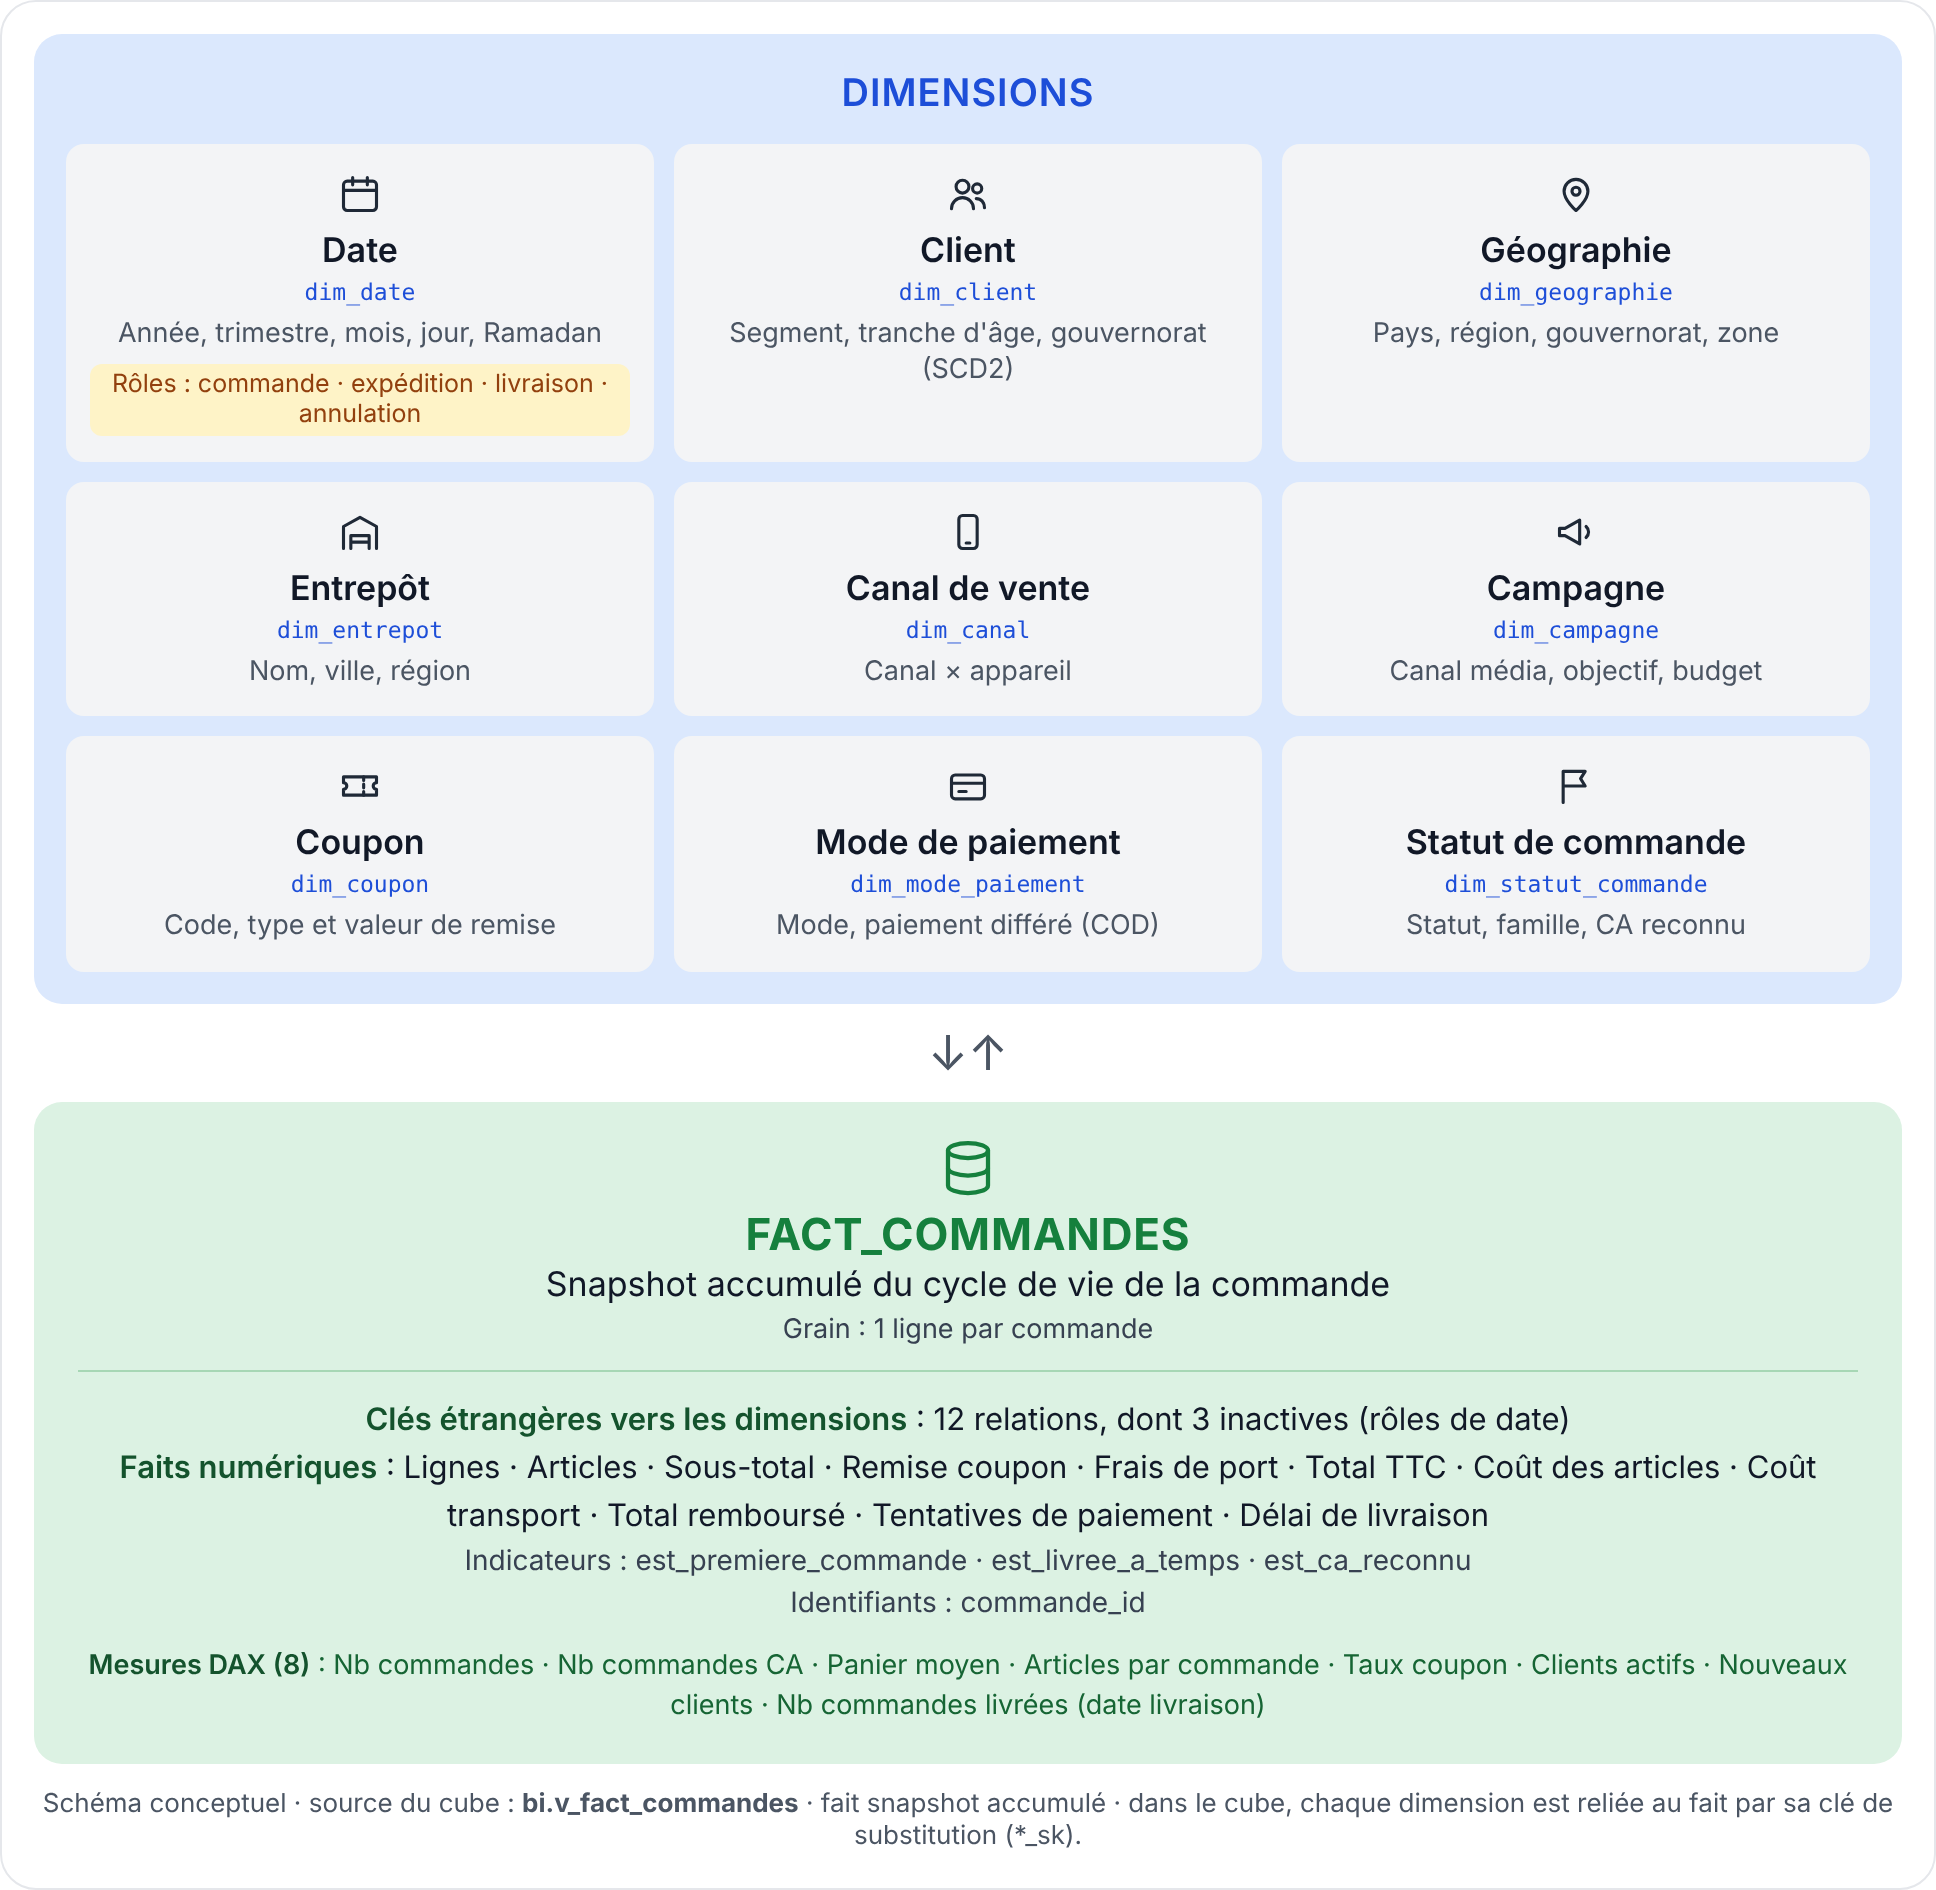 DIMENSIONS
Date
dim_date
Année, trimestre, mois, jour, Ramadan
Rôles : commande · expédition · livraison ·
annulation
Client
dim_client
Segment, tranche d'âge, gouvernorat
(SCD2)
Géographie
dim_geographie
Pays, région, gouvernorat, zone
Entrepôt
dim_entrepot
Nom, ville, région
Canal de vente
dim_canal
Canal × appareil
Campagne
dim_campagne
Canal média, objectif, budget
Coupon
dim_coupon
Code, type et valeur de remise
Mode de paiement
dim_mode_paiement
Mode, paiement différé (COD)
Statut de commande
dim_statut_commande
Statut, famille, CA reconnu
FACT_COMMANDES
Snapshot accumulé du cycle de vie de la commande
Grain : 1 ligne par commande
Clés étrangères vers les dimensions : 12 relations, dont 3 inactives (rôles de date)
Faits numériques : Lignes · Articles · Sous-total · Remise coupon · Frais de port · Total TTC · Coût des articles · Coût
transport · Total remboursé · Tentatives de paiement · Délai de livraison
Indicateurs : est_premiere_commande · est_livree_a_temps · est_ca_reconnu
Identifiants : commande_id
Mesures DAX (8) : Nb commandes · Nb commandes CA · Panier moyen · Articles par commande · Taux coupon · Clients actifs · Nouveaux
clients · Nb commandes livrées (date livraison)
Schéma conceptuel · source du cube : bi.v_fact_commandes · fait snapshot accumulé · dans le cube, chaque dimension est reliée au fait par sa clé de
substitution (*_sk).